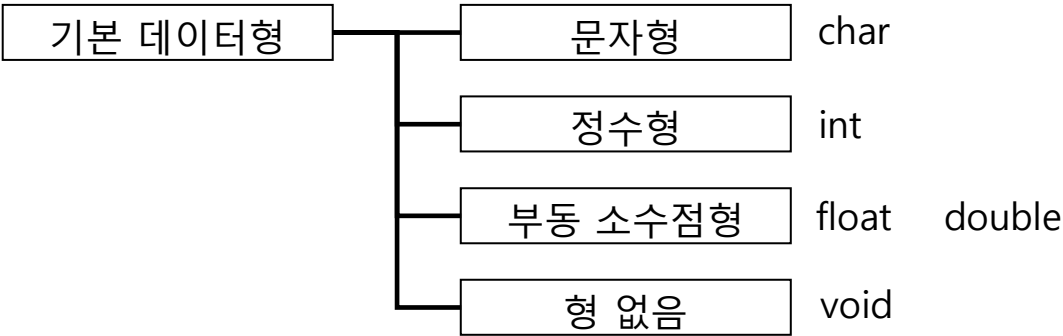 기본 데이터형 문자형 char
정수형 int
부동 소수점형 float double
형 없음 void